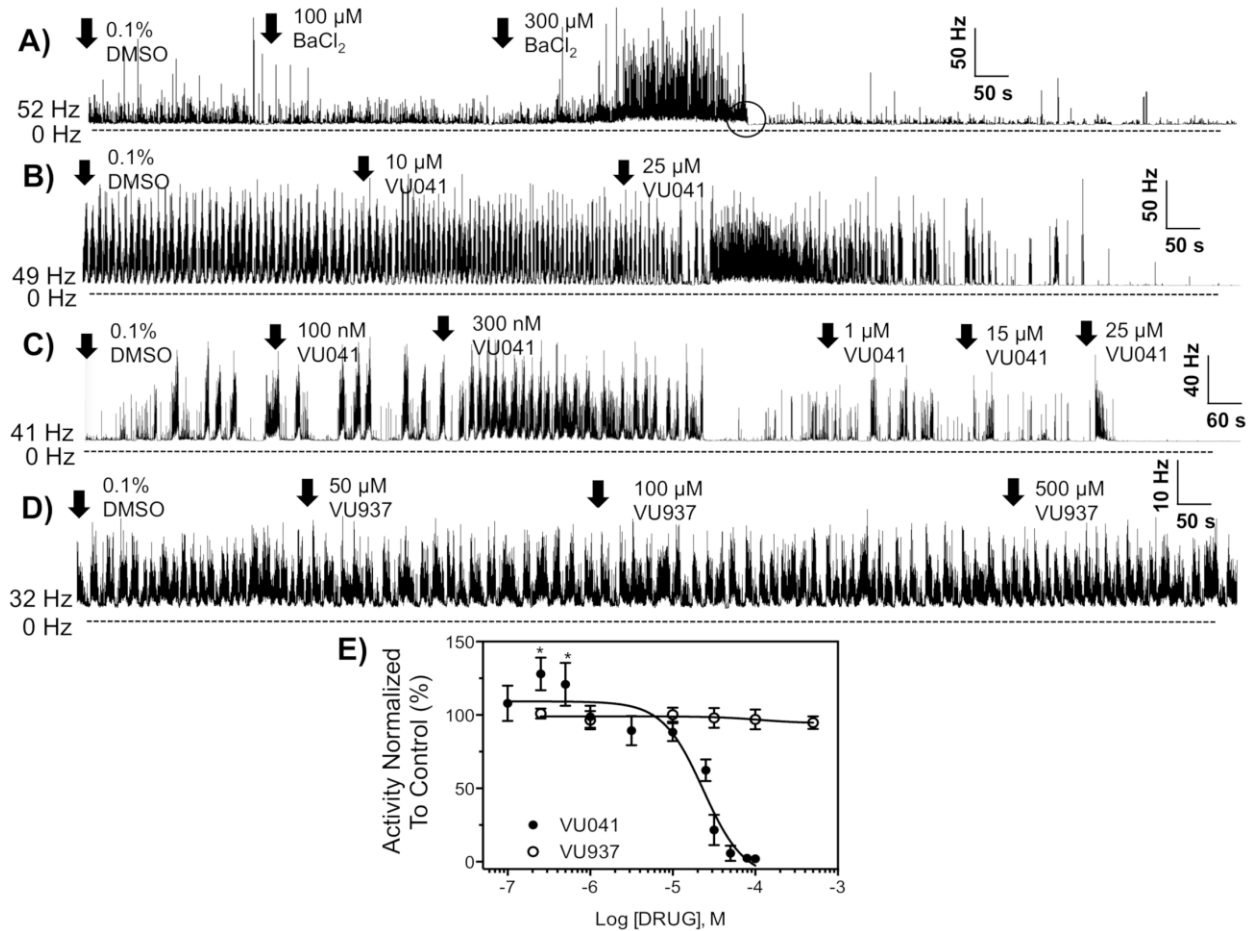 A)
0.1%
DMSO
100 µM
BaCl2
300 µM
BaCl2
50 Hz
50 s
52 Hz
0 Hz
B)
0.1%
DMSO
10 µM
VU041
25 µM
VU041
50 Hz
50 s
49 Hz
0 Hz
C)
0.1%
DMSO
100 nM
VU041
300 nM
VU041
1 µM
VU041
15 µM
VU041
25 µM
VU041
40 Hz
60 s
41 Hz
0 Hz
D)
0.1%
DMSO
50 µM
VU937
100 µM
VU937
500 µM
VU937
10 Hz
50 s
32 Hz
0 Hz
E)
Activity Normalized
To Control (%)
150
100
50
0
* *
VU041
VU937
-7 -6 -5 -4 -3
Log [DRUG], M